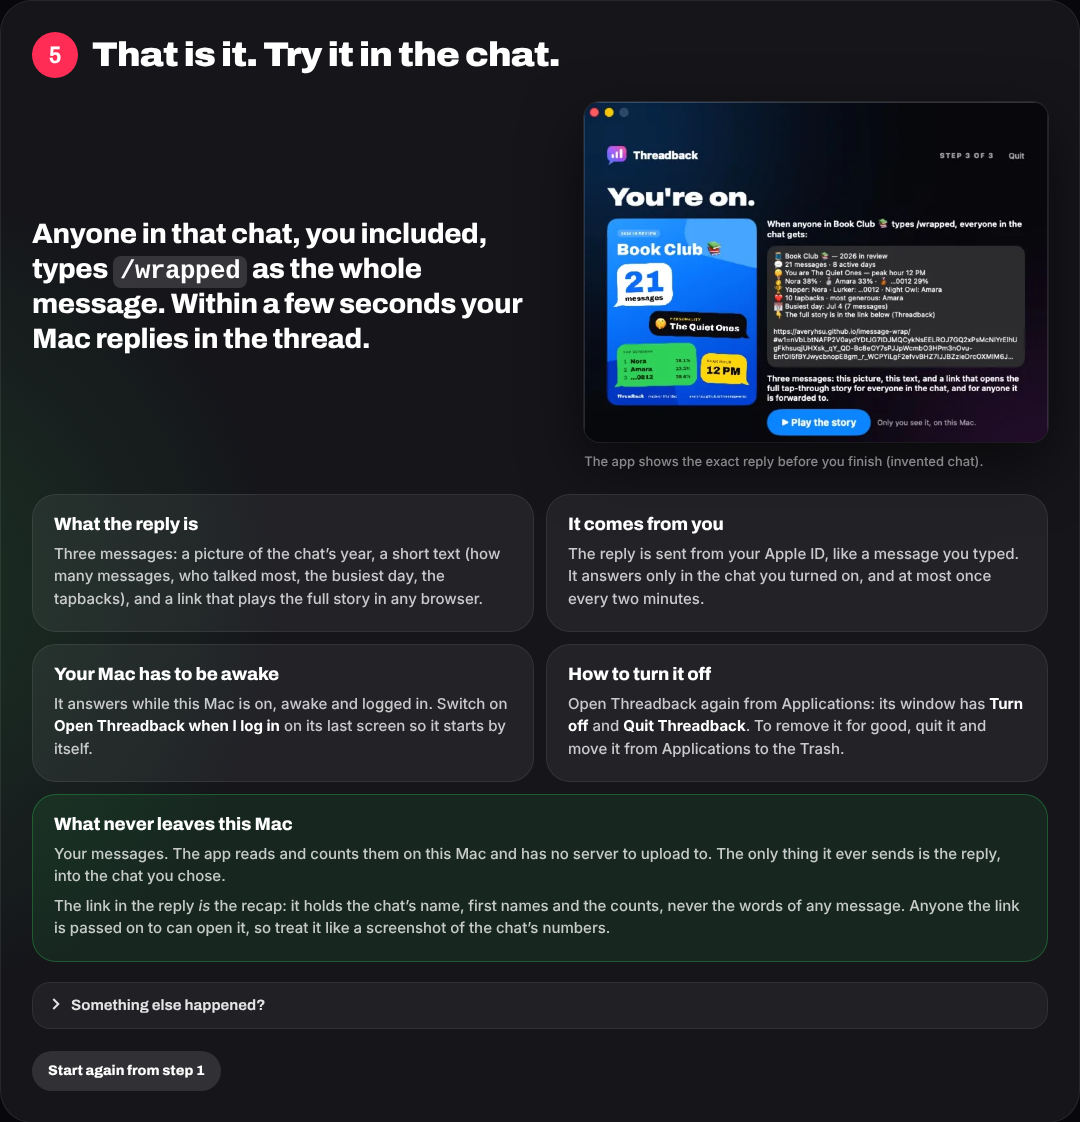 5
That is it. Try it in the chat.
Anyone in that chat, you included,
types /wrapped as the whole
message. Within a few seconds your
Mac replies in the thread.
Threadback
STEP 3 OF 3
Quit
You're on.
2026 IN REVIEW
Book Club 📚
21
messages
PERSONALITY
The Quiet Ones
1 Nora
2 Amara
3 ...0012
12 PM
Threadback
When anyone in Book Club 📚 types /wrapped, everyone in the
chat gets:
Book Club 📚 — 2026 in review
21 messages · 8 active days
You are The Quiet Ones — peak hour 12 PM
Nora 38% · Amara 33% · ...0012 29%
Yapper: Nora · Lurker: ...0012 · Night Owl: Amara
10 tapbacks · most generous: Amara
Busiest day: Jul 4 (7 messages)
The full story is in the link below (Threadback)
https://averyhsu.github.io/imessage-wrap/
Three messages: this picture, this text, and a link that opens the
full tap-through story for everyone in the chat, and for anyone it
is forwarded to.
Play the story
Only you see it, on this Mac.
The app shows the exact reply before you finish (invented chat).
What the reply is
Three messages: a picture of the chat’s year, a short text (how
many messages, who talked most, the busiest day, the
tapbacks), and a link that plays the full story in any browser.
It comes from you
The reply is sent from your Apple ID, like a message you typed.
It answers only in the chat you turned on, and at most once
every two minutes.
Your Mac has to be awake
It answers while this Mac is on, awake and logged in. Switch on
Open Threadback when I log in on its last screen so it starts by
itself.
How to turn it off
Open Threadback again from Applications: its window has Turn
off and Quit Threadback. To remove it for good, quit it and
move it from Applications to the Trash.
What never leaves this Mac
Your messages. The app reads and counts them on this Mac and has no server to upload to. The only thing it ever sends is the reply,
into the chat you chose.
The link in the reply is the recap: it holds the chat’s name, first names and the counts, never the words of any message. Anyone the link
is passed on to can open it, so treat it like a screenshot of the chat’s numbers.
Something else happened?
Start again from step 1